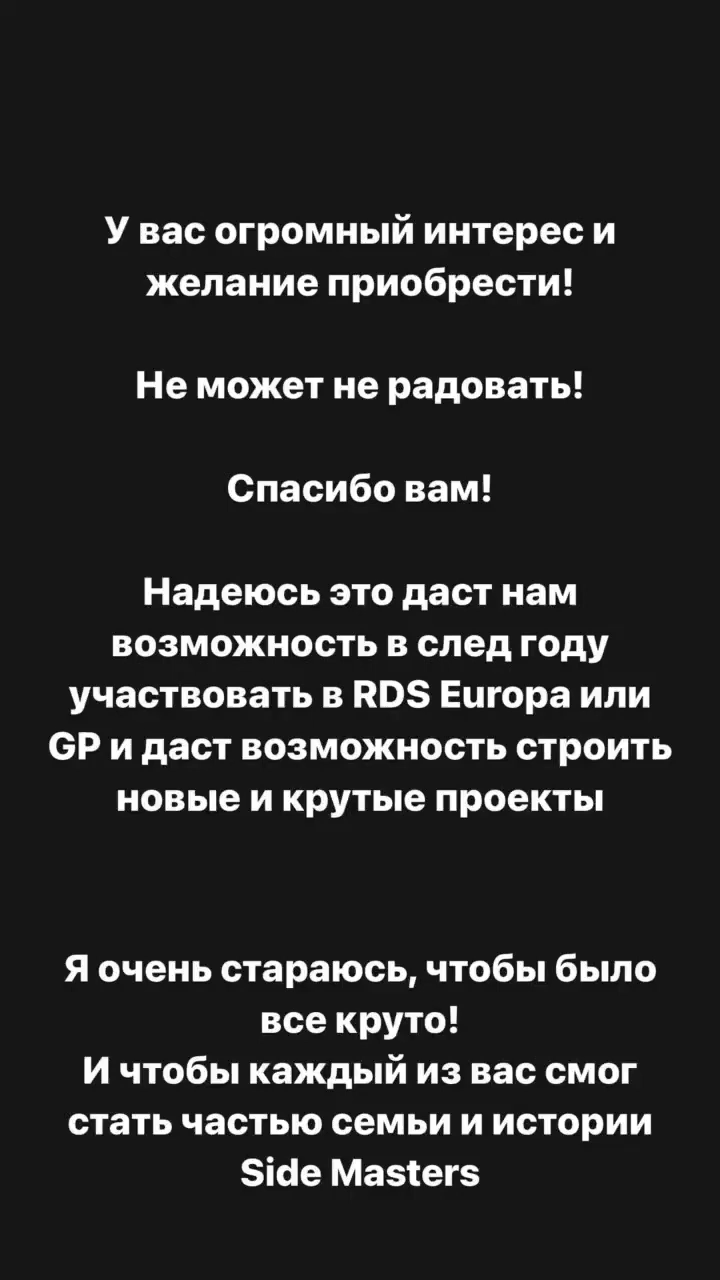 У вас огромный интерес и
желание приобрести!
Не может не радовать!
Спасибо вам!
Надеюсь это даст нам
возможность в след году
участвовать в RDS Europa или
GP и даст возможность строить
новые и крутые проекты
Я очень стараюсь, чтобы было
все круто!
И чтобы каждый из вас смог
стать частью семьи и истории
Side Masters